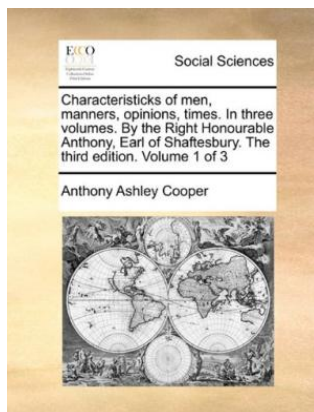 ECCO
Social Sciences
Characteristicks of men,
manners, opinions, times. In three
volumes. By the Right Honourable
Anthony, Earl of Shaftesbury. The
third edition. Volume 1 of 3
Anthony Ashley Cooper